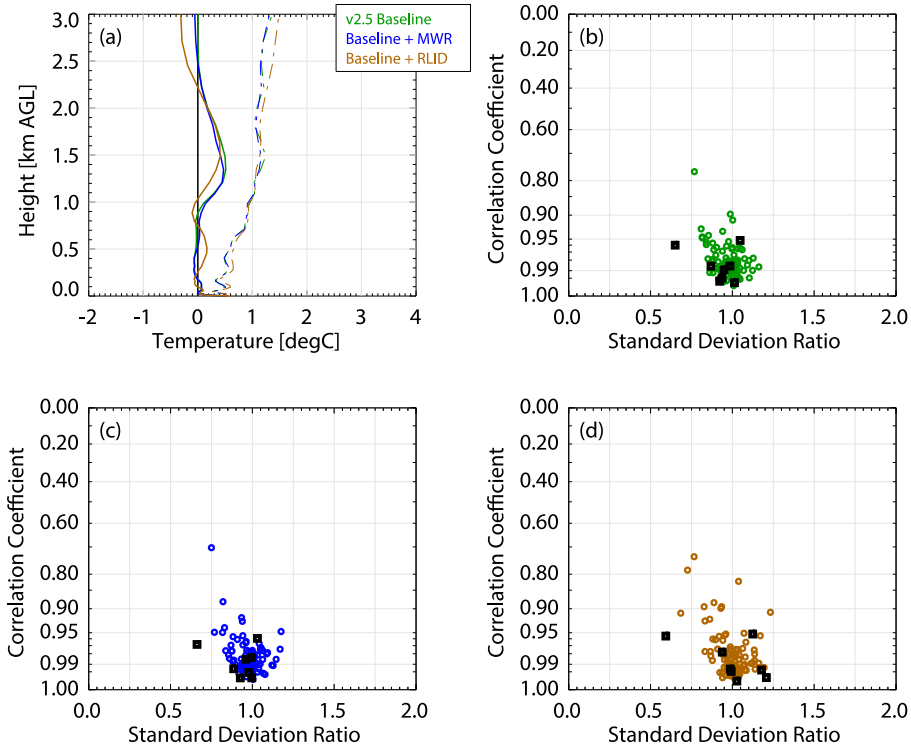 (a)
v2.5 Baseline
Baseline + MWR
Baseline + RLID
Height [km AGL]
3.0
2.5
2.0
1.5
1.0
0.5
0.0
-2 -1 0 1 2 3 4
Temperature [degC]
(b)
Correlation Coefficient
0.00
0.20
0.40
0.60
0.80
0.90
0.95
0.99
1.00
0.0 0.5 1.0 1.5 2.0
Standard Deviation Ratio
(c)
Correlation Coefficient
0.00
0.20
0.40
0.60
0.80
0.90
0.95
0.99
1.00
0.0 0.5 1.0 1.5 2.0
Standard Deviation Ratio
(d)
Correlation Coefficient
0.00
0.20
0.40
0.60
0.80
0.90
0.95
0.99
1.00
0.0 0.5 1.0 1.5 2.0
Standard Deviation Ratio